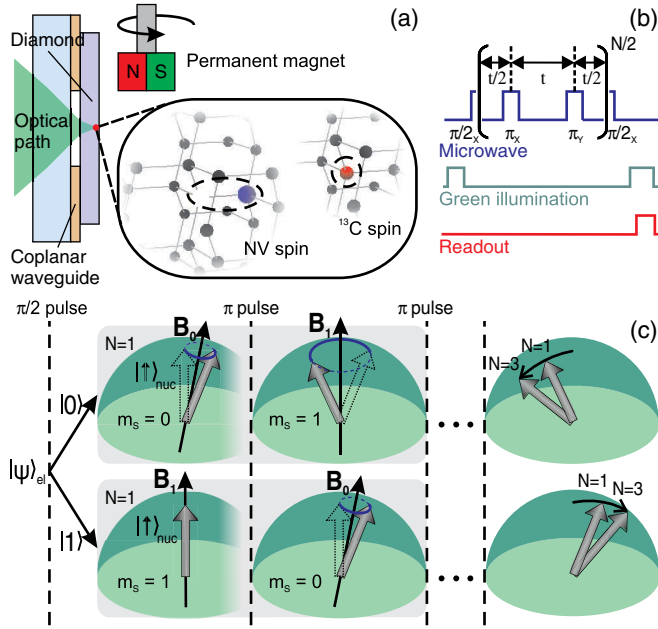 (a)
Diamond
N S
Permanent magnet
Optical
path
NV spin
¹³C spin
Coplanar
waveguide
(b)
N/2
t/2 t t/2
π/2ₓ πₓ πᵧ π/2ₓ
Microwave
Green illumination
Readout
π/2 pulse π pulse π pulse (c)
N=1 B₀
|↑⟩nuc
mₛ = 0
B₁
mₛ = 1
N=1
N=3
|0⟩
|ψ⟩el
|1⟩
N=1 B₁
|↑⟩nuc
mₛ = 1
B₀
mₛ = 0
N=1 N=3